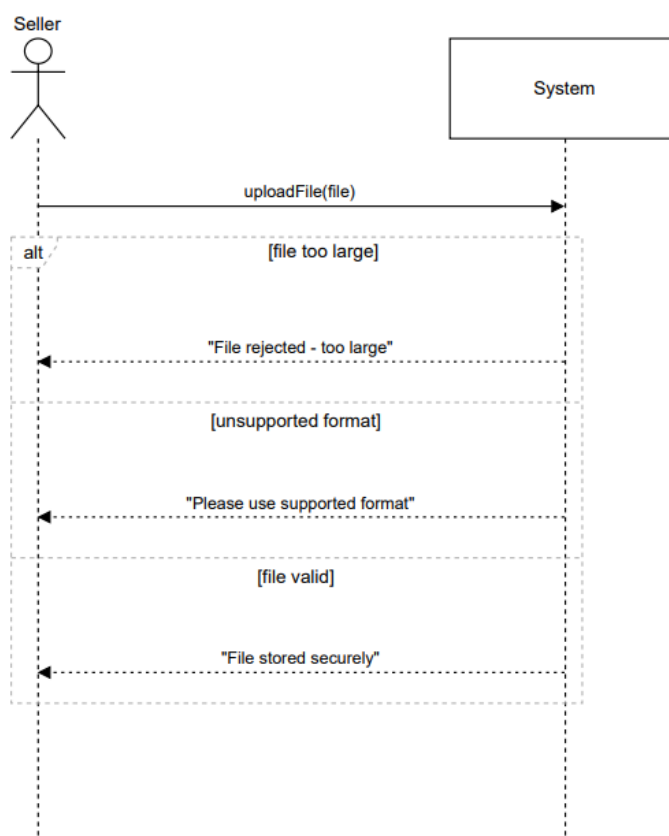 Seller
System
uploadFile(file)
alt
[file too large]
"File rejected - too large"
[unsupported format]
"Please use supported format"
[file valid]
"File stored securely"